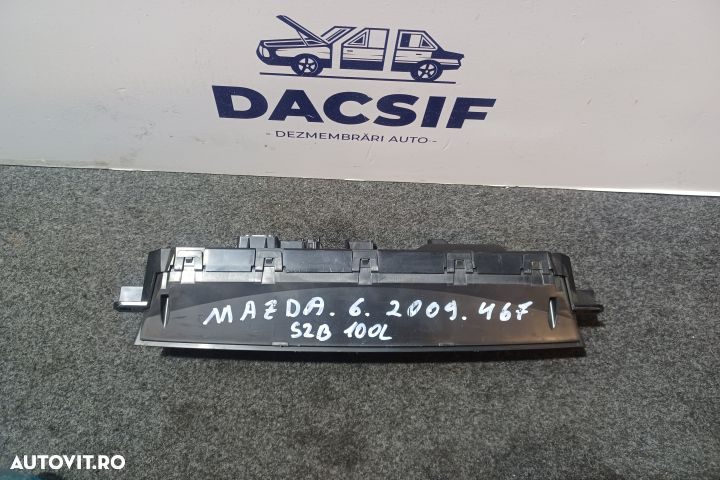 DACSIF
DEZMEMBRĂRI AUTO
MAZDA. 6. 2009. 467
S2B 100L
AUTOVIT.RO